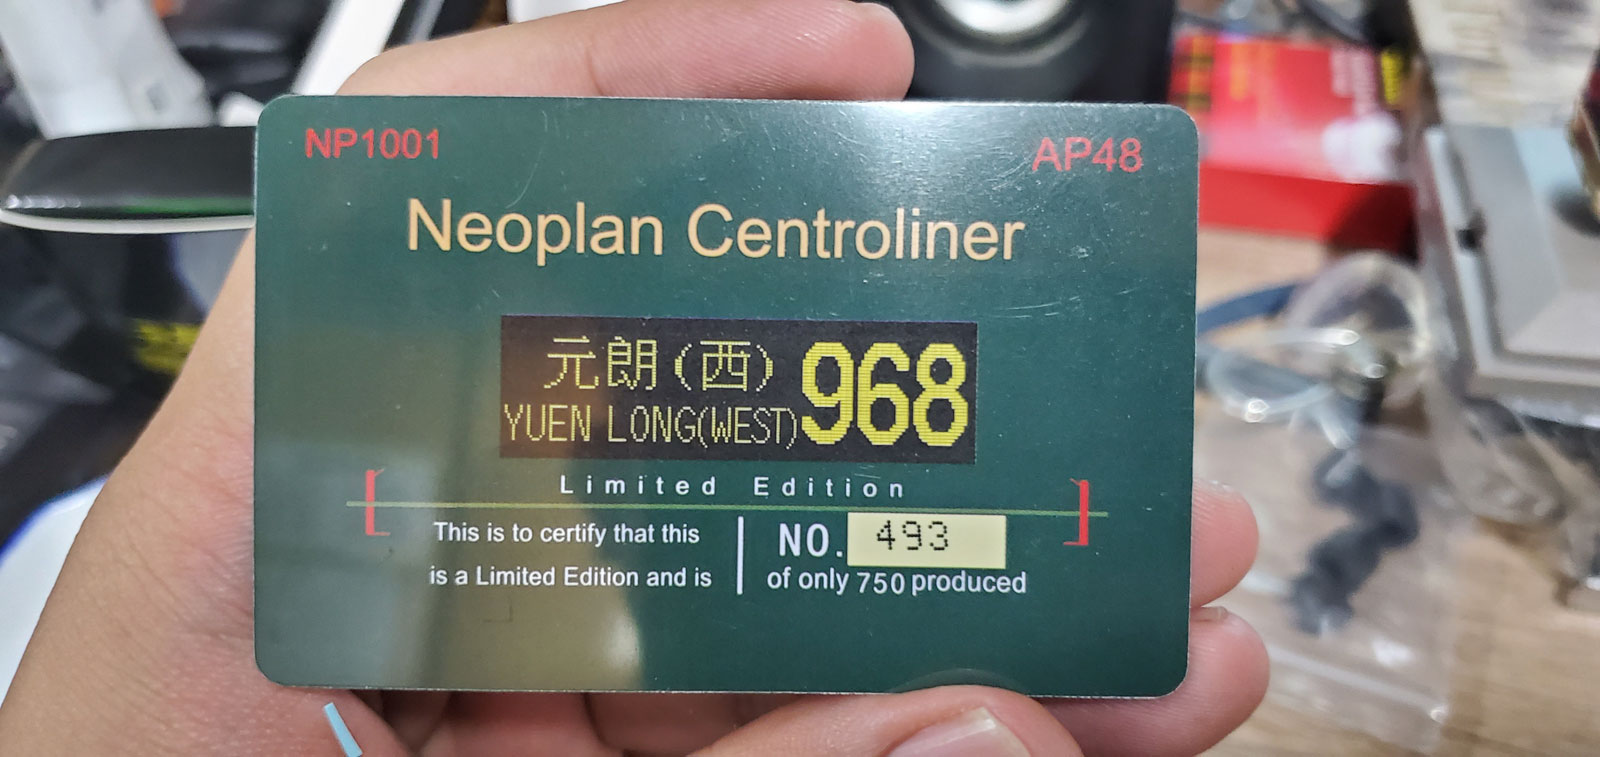 NP1001
AP48
Neoplan Centroliner
元朗(西)
968
YUEN LONG(WEST)
Limited Edition
This is to certify that this
is a Limited Edition and is
NO. 493
of only 750 produced